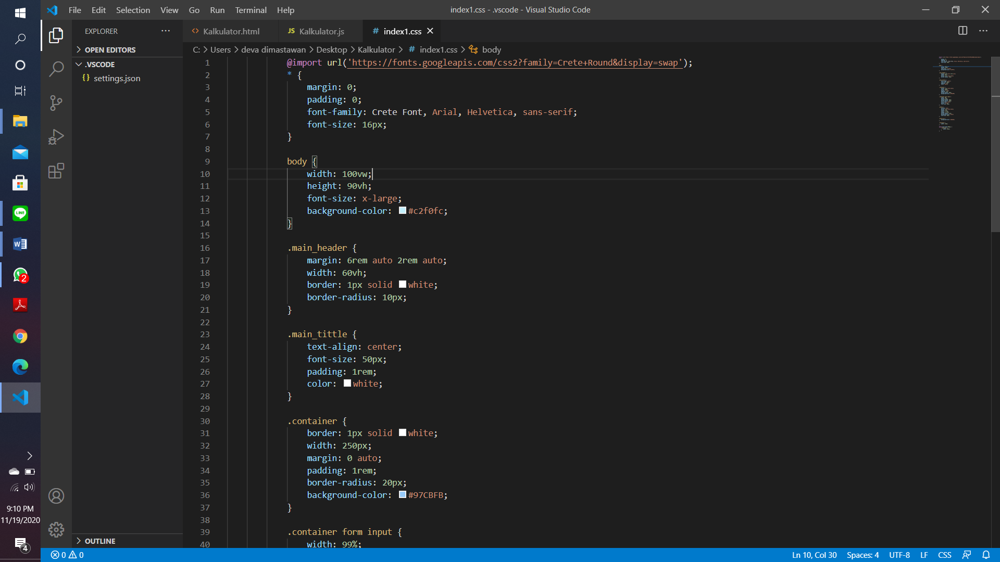 File Edit Selection View Go Run Terminal Help
index1.css - .vscode - Visual Studio Code
EXPLORER
Kalkulator.html
JS Kalkulator.js
# index1.css
OPEN EDITORS
C: > Users > deva dimastawan > Desktop > Kalkulator > # index1.css > body
.VSCODE
{} settings.json
1 @import url('https://fonts.googleapis.com/css2?family=Crete+Round&display=swap');
2 * {
3 margin: 0;
4 padding: 0;
5 font-family: Crete Font, Arial, Helvetica, sans-serif;
6 font-size: 16px;
7 }
8
9 body {
10 width: 100vw;
11 height: 90vh;
12 font-size: x-large;
13 background-color: #c2f0fc;
14 }
15
16 .main_header {
17 margin: 6rem auto 2rem auto;
18 width: 60vh;
19 border: 1px solid white;
20 border-radius: 10px;
21 }
22
23 .main_tittle {
24 text-align: center;
25 font-size: 50px;
26 padding: 1rem;
27 color: white;
28 }
29
30 .container {
31 border: 1px solid white;
32 width: 250px;
33 margin: 0 auto;
34 padding: 1rem;
35 border-radius: 20px;
36 background-color: #97CBFB;
37 }
38
39 .container form input {
40 width: 99%;
OUTLINE
LINE
W
2
9:10 PM
11/19/2020
4
0 0
Ln 10, Col 30 Spaces: 4 UTF-8 LF CSS